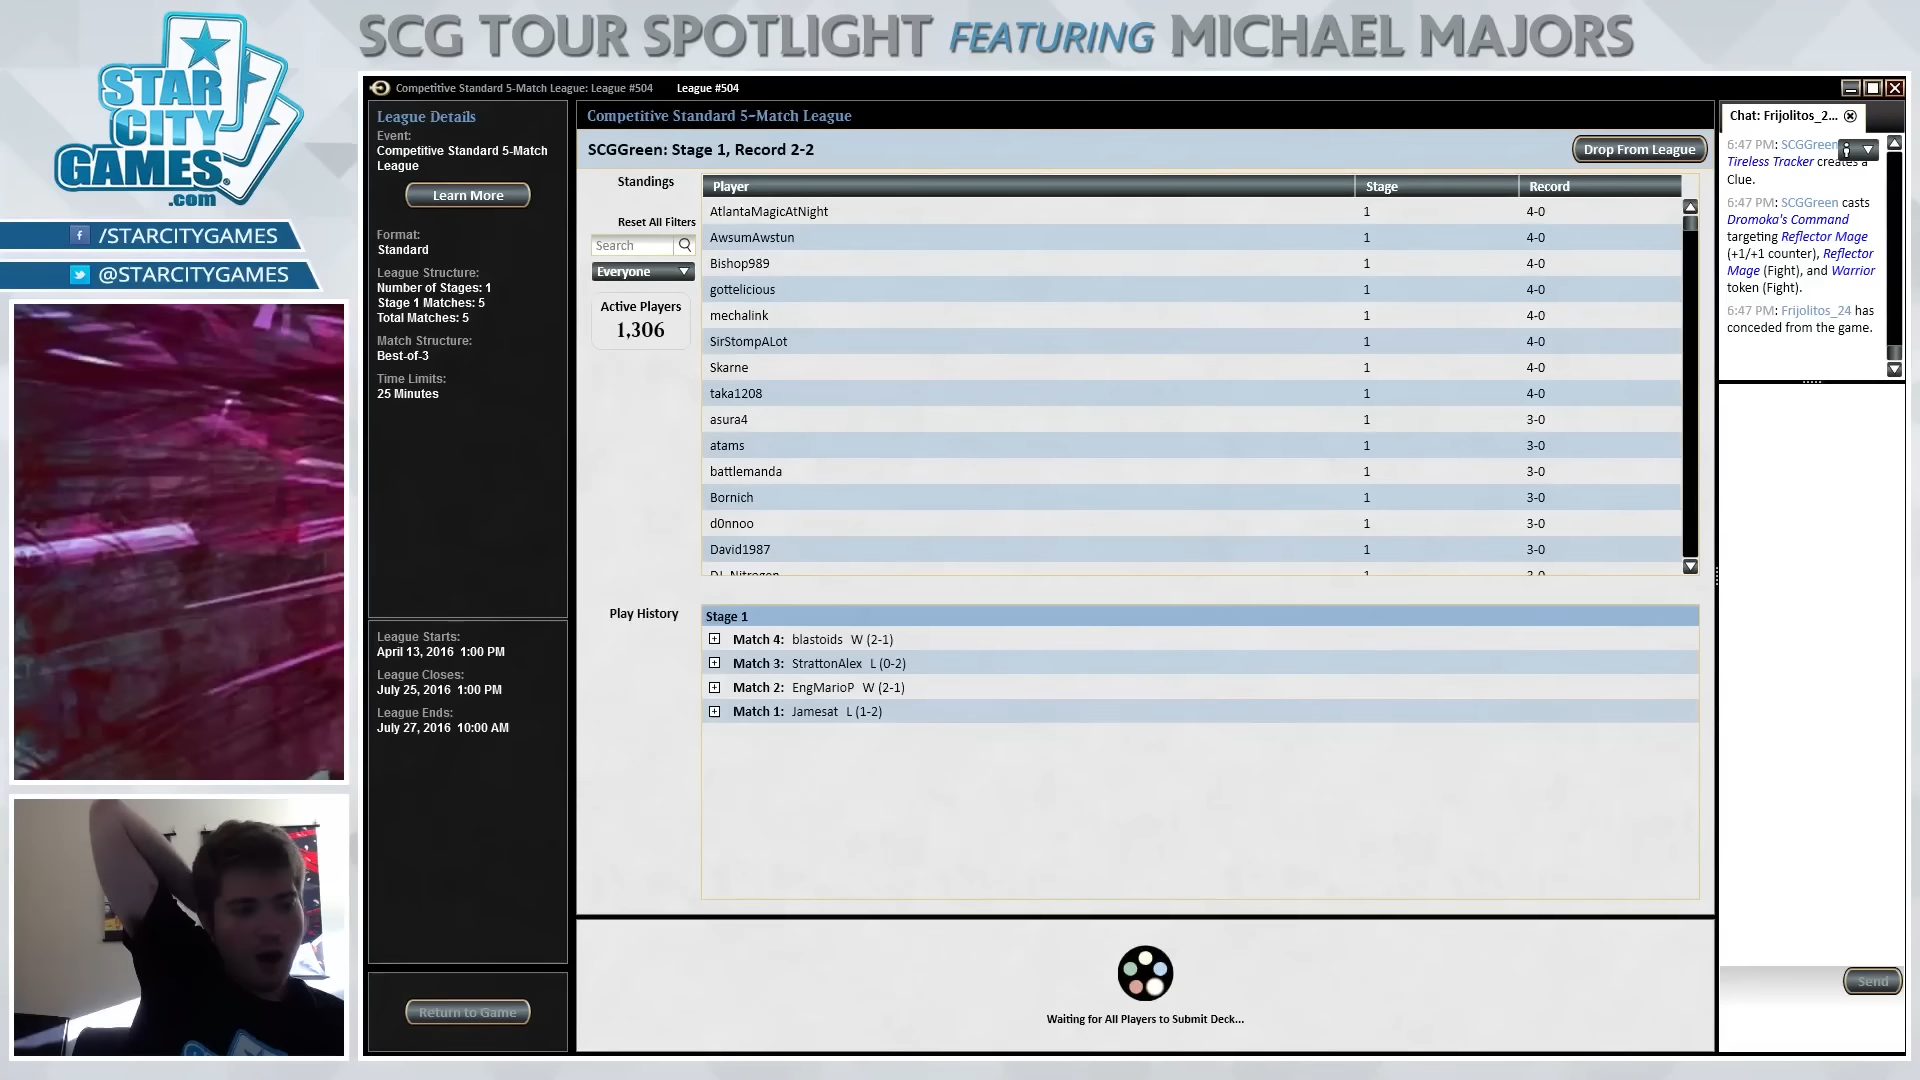 SCG TOUR SPOTLIGHT FEATURING MICHAEL MAJORS
STAR
CITY
GAMES.
.com
f /STARCITYGAMES
@STARCITYGAMES
Competitive Standard 5-Match League: League #504 League #504
League Details
Event:
Competitive Standard 5-Match
League
Learn More
Format:
Standard
League Structure:
Number of Stages: 1
Stage 1 Matches: 5
Total Matches: 5
Match Structure:
Best-of-3
Time Limits:
25 Minutes
League Starts:
April 13, 2016 1:00 PM
League Closes:
July 25, 2016 1:00 PM
League Ends:
July 27, 2016 10:00 AM
Return to Game
Competitive Standard 5-Match League
SCGGreen: Stage 1, Record 2-2
Drop From League
Standings
Reset All Filters
Search
Everyone
Active Players
1,306
Player Stage Record
AtlantaMagicAtNight 1 4-0
AwsumAwstun 1 4-0
Bishop989 1 4-0
gottelicious 1 4-0
mechalink 1 4-0
SirStompALot 1 4-0
Skarne 1 4-0
taka1208 1 4-0
asura4 1 3-0
atams 1 3-0
battlemanda 1 3-0
Bornich 1 3-0
d0nnoo 1 3-0
David1987 1 3-0
DJ_Nitrogen 1 3-0
Play History
Stage 1
Match 4: blastoids W (2-1)
Match 3: StrattonAlex L (0-2)
Match 2: EngMarioP W (2-1)
Match 1: Jamesat L (1-2)
Waiting for All Players to Submit Deck...
Chat: Frijolitos_2...
6:47 PM: SCGGreen
Tireless Tracker creates a
Clue.
6:47 PM: SCGGreen casts
Dromoka's Command
targeting Reflector Mage
(+1/+1 counter), Reflector
Mage (Fight), and Warrior
token (Fight).
6:47 PM: Frijolitos_24 has
conceded from the game.
Send